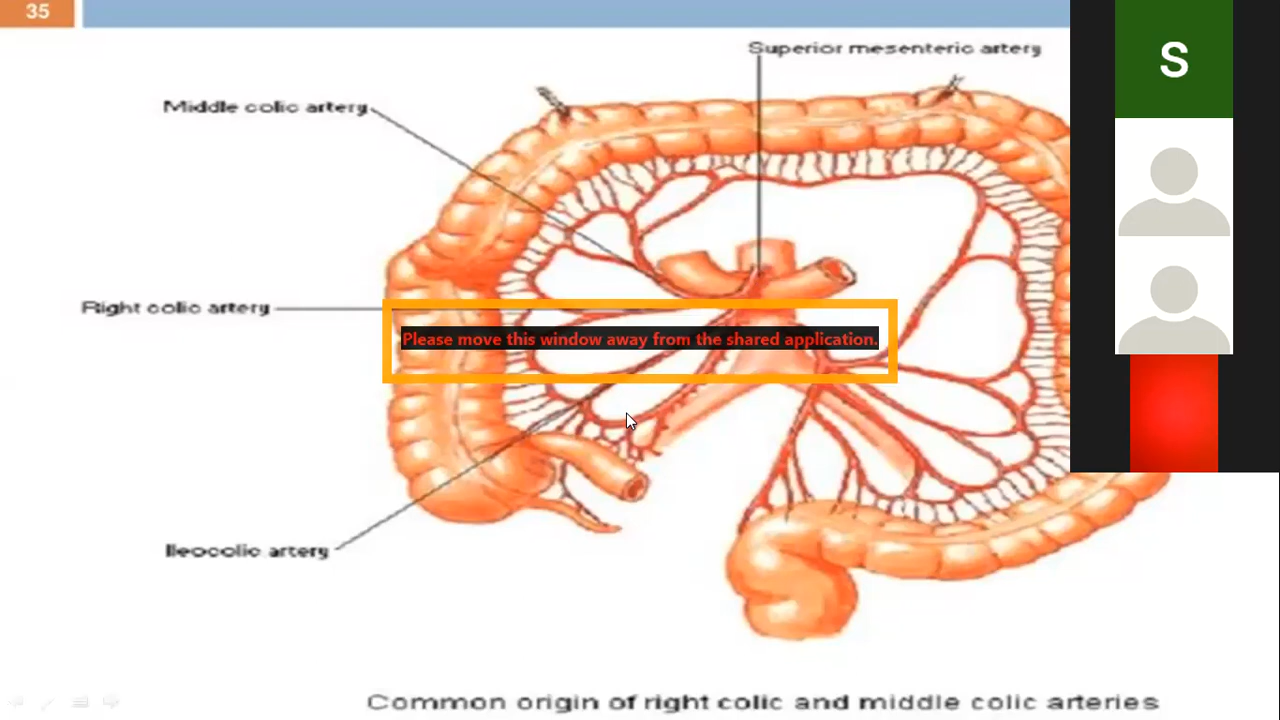 35
Superior mesenteric artery
Middle colic artery
S
Right colic artery
Please move this window away from the shared application.
Ileocolic artery
Common origin of right colic and middle colic arteries